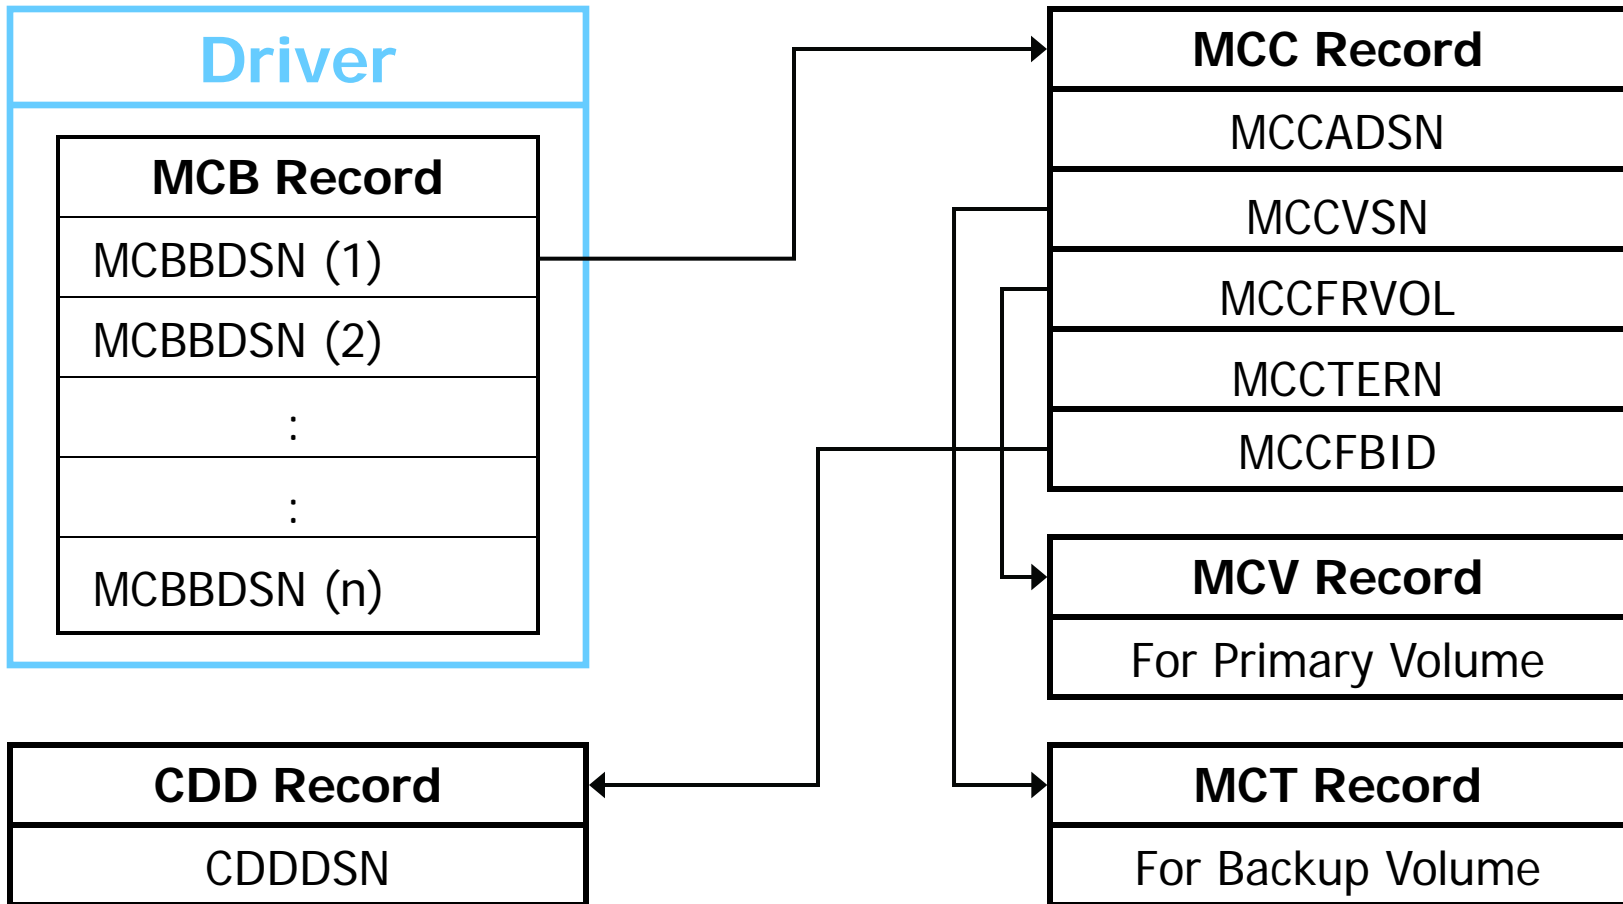 Driver
MCB Record
MCBBDSN (1)
MCBBDSN (2)
:
:
MCBBDSN (n)
MCC Record
MCCADSN
MCCVSN
MCCFRVOL
MCCTERN
MCCFBID
MCV Record
For Primary Volume
CDD Record
CDDDSN
MCT Record
For Backup Volume